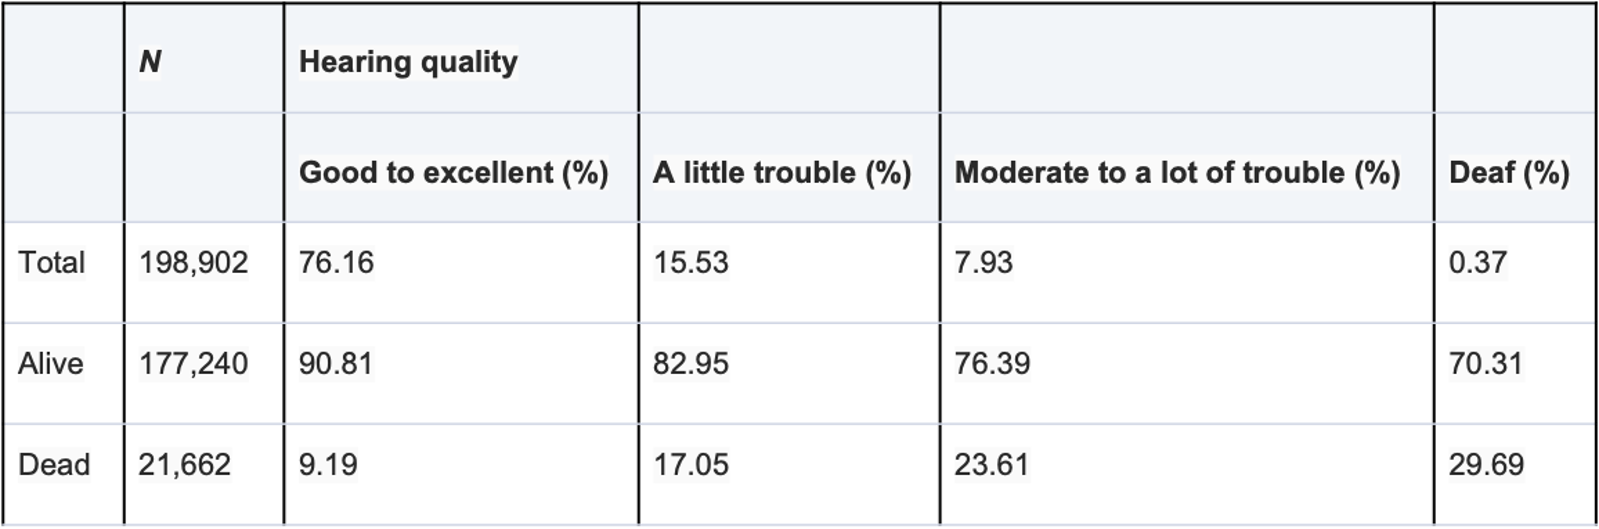 N Hearing quality
Good to excellent (%) A little trouble (%) Moderate to a lot of trouble (%) Deaf (%)
Total 198,902 76.16 15.53 7.93 0.37
Alive 177,240 90.81 82.95 76.39 70.31
Dead 21,662 9.19 17.05 23.61 29.69